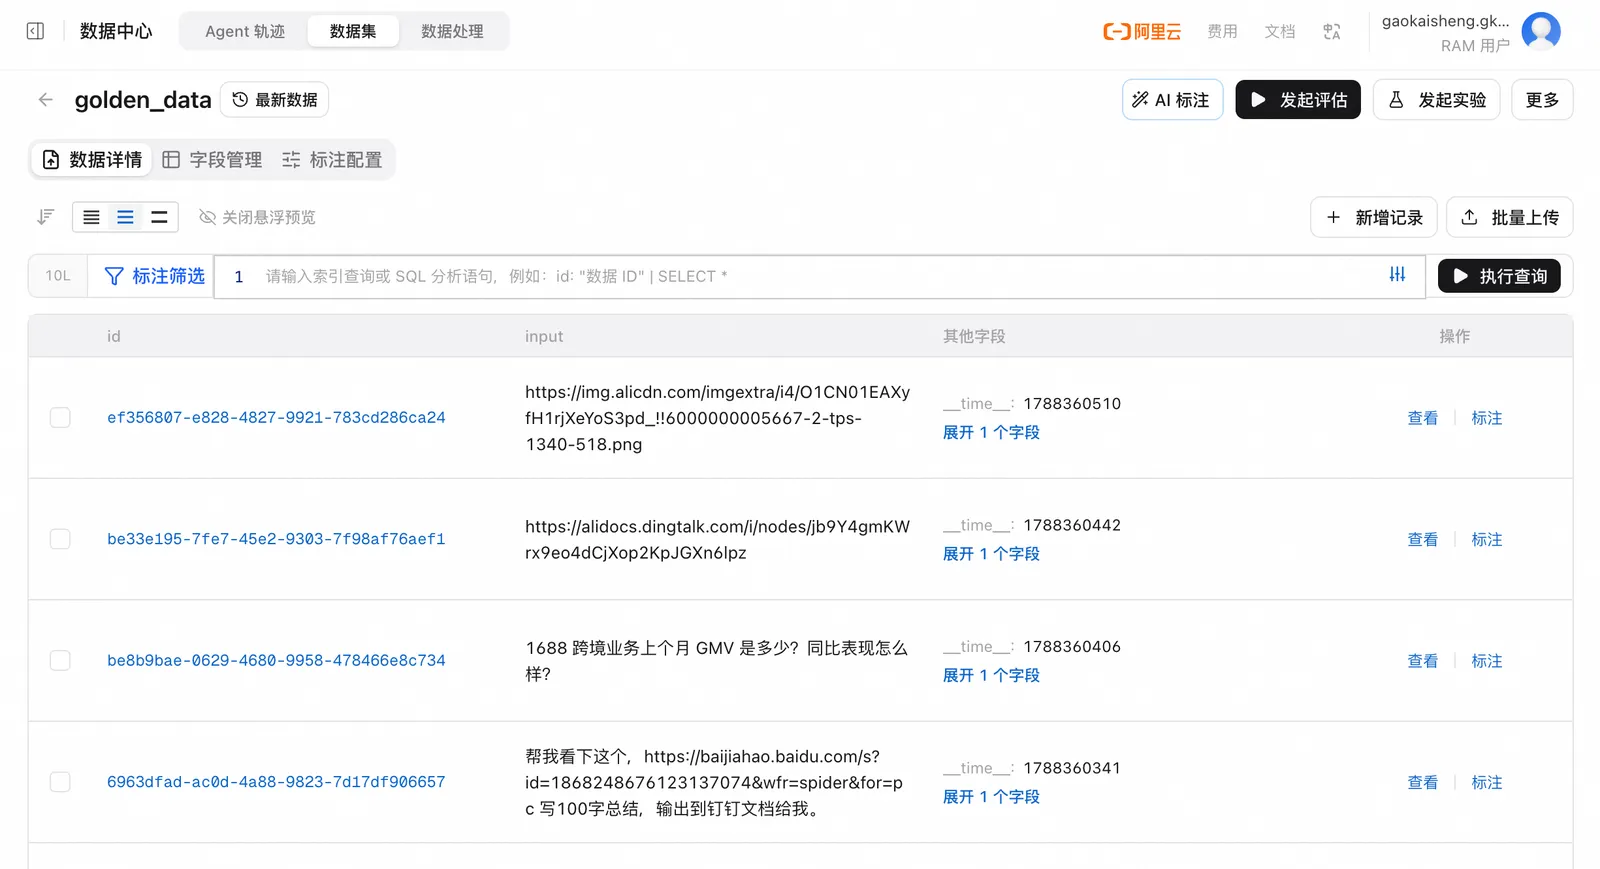 数据中心
Agent 轨迹
数据集
数据处理
阿里云
费用
文档
gaokaisheng.gk...
RAM 用户
golden_data
最新数据
AI 标注
发起评估
发起实验
更多
数据详情
字段管理
标注配置
关闭悬浮预览
新增记录
批量上传
10L
标注筛选
1
请输入索引查询或 SQL 分析语句，例如：id: "数据 ID" | SELECT *
执行查询
id
input
其他字段
操作
ef356807-e828-4827-9921-783cd286ca24
https://img.alicdn.com/imgextra/i4/O1CN01EAXy
fH1rjXeYoS3pd_!!6000000005667-2-tps-
1340-518.png
__time__: 1788360510
展开 1 个字段
查看
标注
be33e195-7fe7-45e2-9303-7f98af76aef1
https://alidocs.dingtalk.com/i/nodes/jb9Y4gmKW
rx9eo4dCjXop2KpJGXn6lpz
__time__: 1788360442
展开 1 个字段
查看
标注
be8b9bae-0629-4680-9958-478466e8c734
1688 跨境业务上个月 GMV 是多少？同比表现怎么
样？
__time__: 1788360406
展开 1 个字段
查看
标注
6963dfad-ac0d-4a88-9823-7d17df906657
帮我看下这个，https://baijiahao.baidu.com/s?
id=1868248676123137074&wfr=spider&for=p
c 写100字总结，输出到钉钉文档给我。
__time__: 1788360341
展开 1 个字段
查看
标注